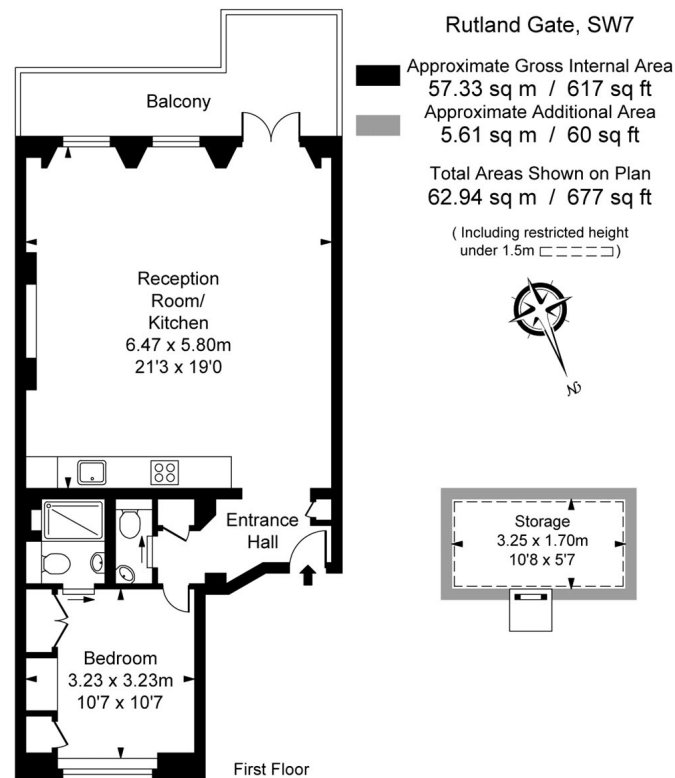 Rutland Gate, SW7
Approximate Gross Internal Area
57.33 sq m / 617 sq ft
Approximate Additional Area
5.61 sq m / 60 sq ft
Total Areas Shown on Plan
62.94 sq m / 677 sq ft
( Including restricted height
under 1.5m )
N
Balcony
Reception
Room/
Kitchen
6.47 x 5.80m
21'3 x 19'0
Entrance
Hall
Storage
3.25 x 1.70m
10'8 x 5'7
Bedroom
3.23 x 3.23m
10'7 x 10'7
First Floor